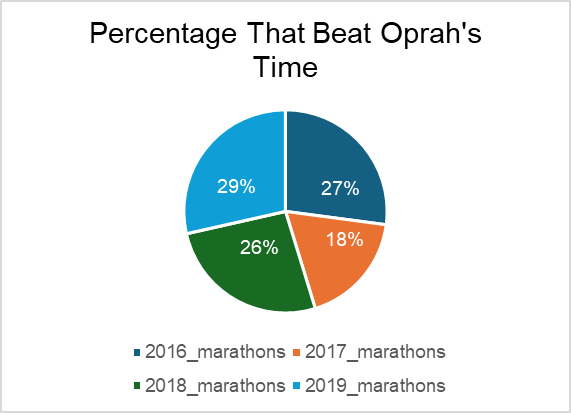 Percentage That Beat Oprah's
Time
29%
27%
18%
26%
2016_marathons
2017_marathons
2018_marathons
2019_marathons